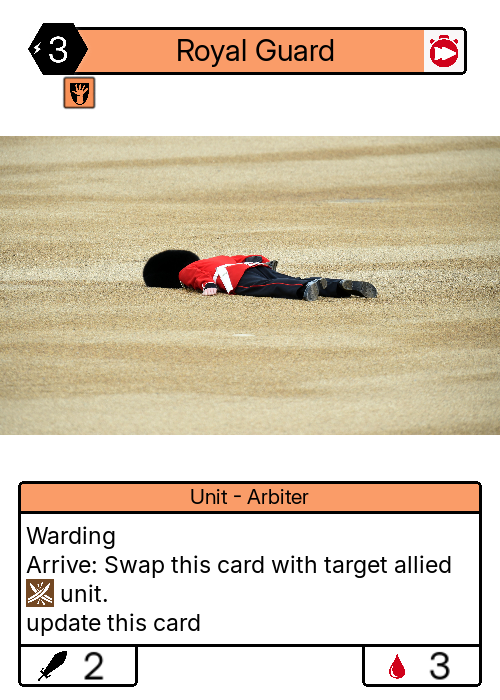 3
Royal Guard
Unit - Arbiter
Warding
Arrive: Swap this card with target allied
unit.
update this card
2
3